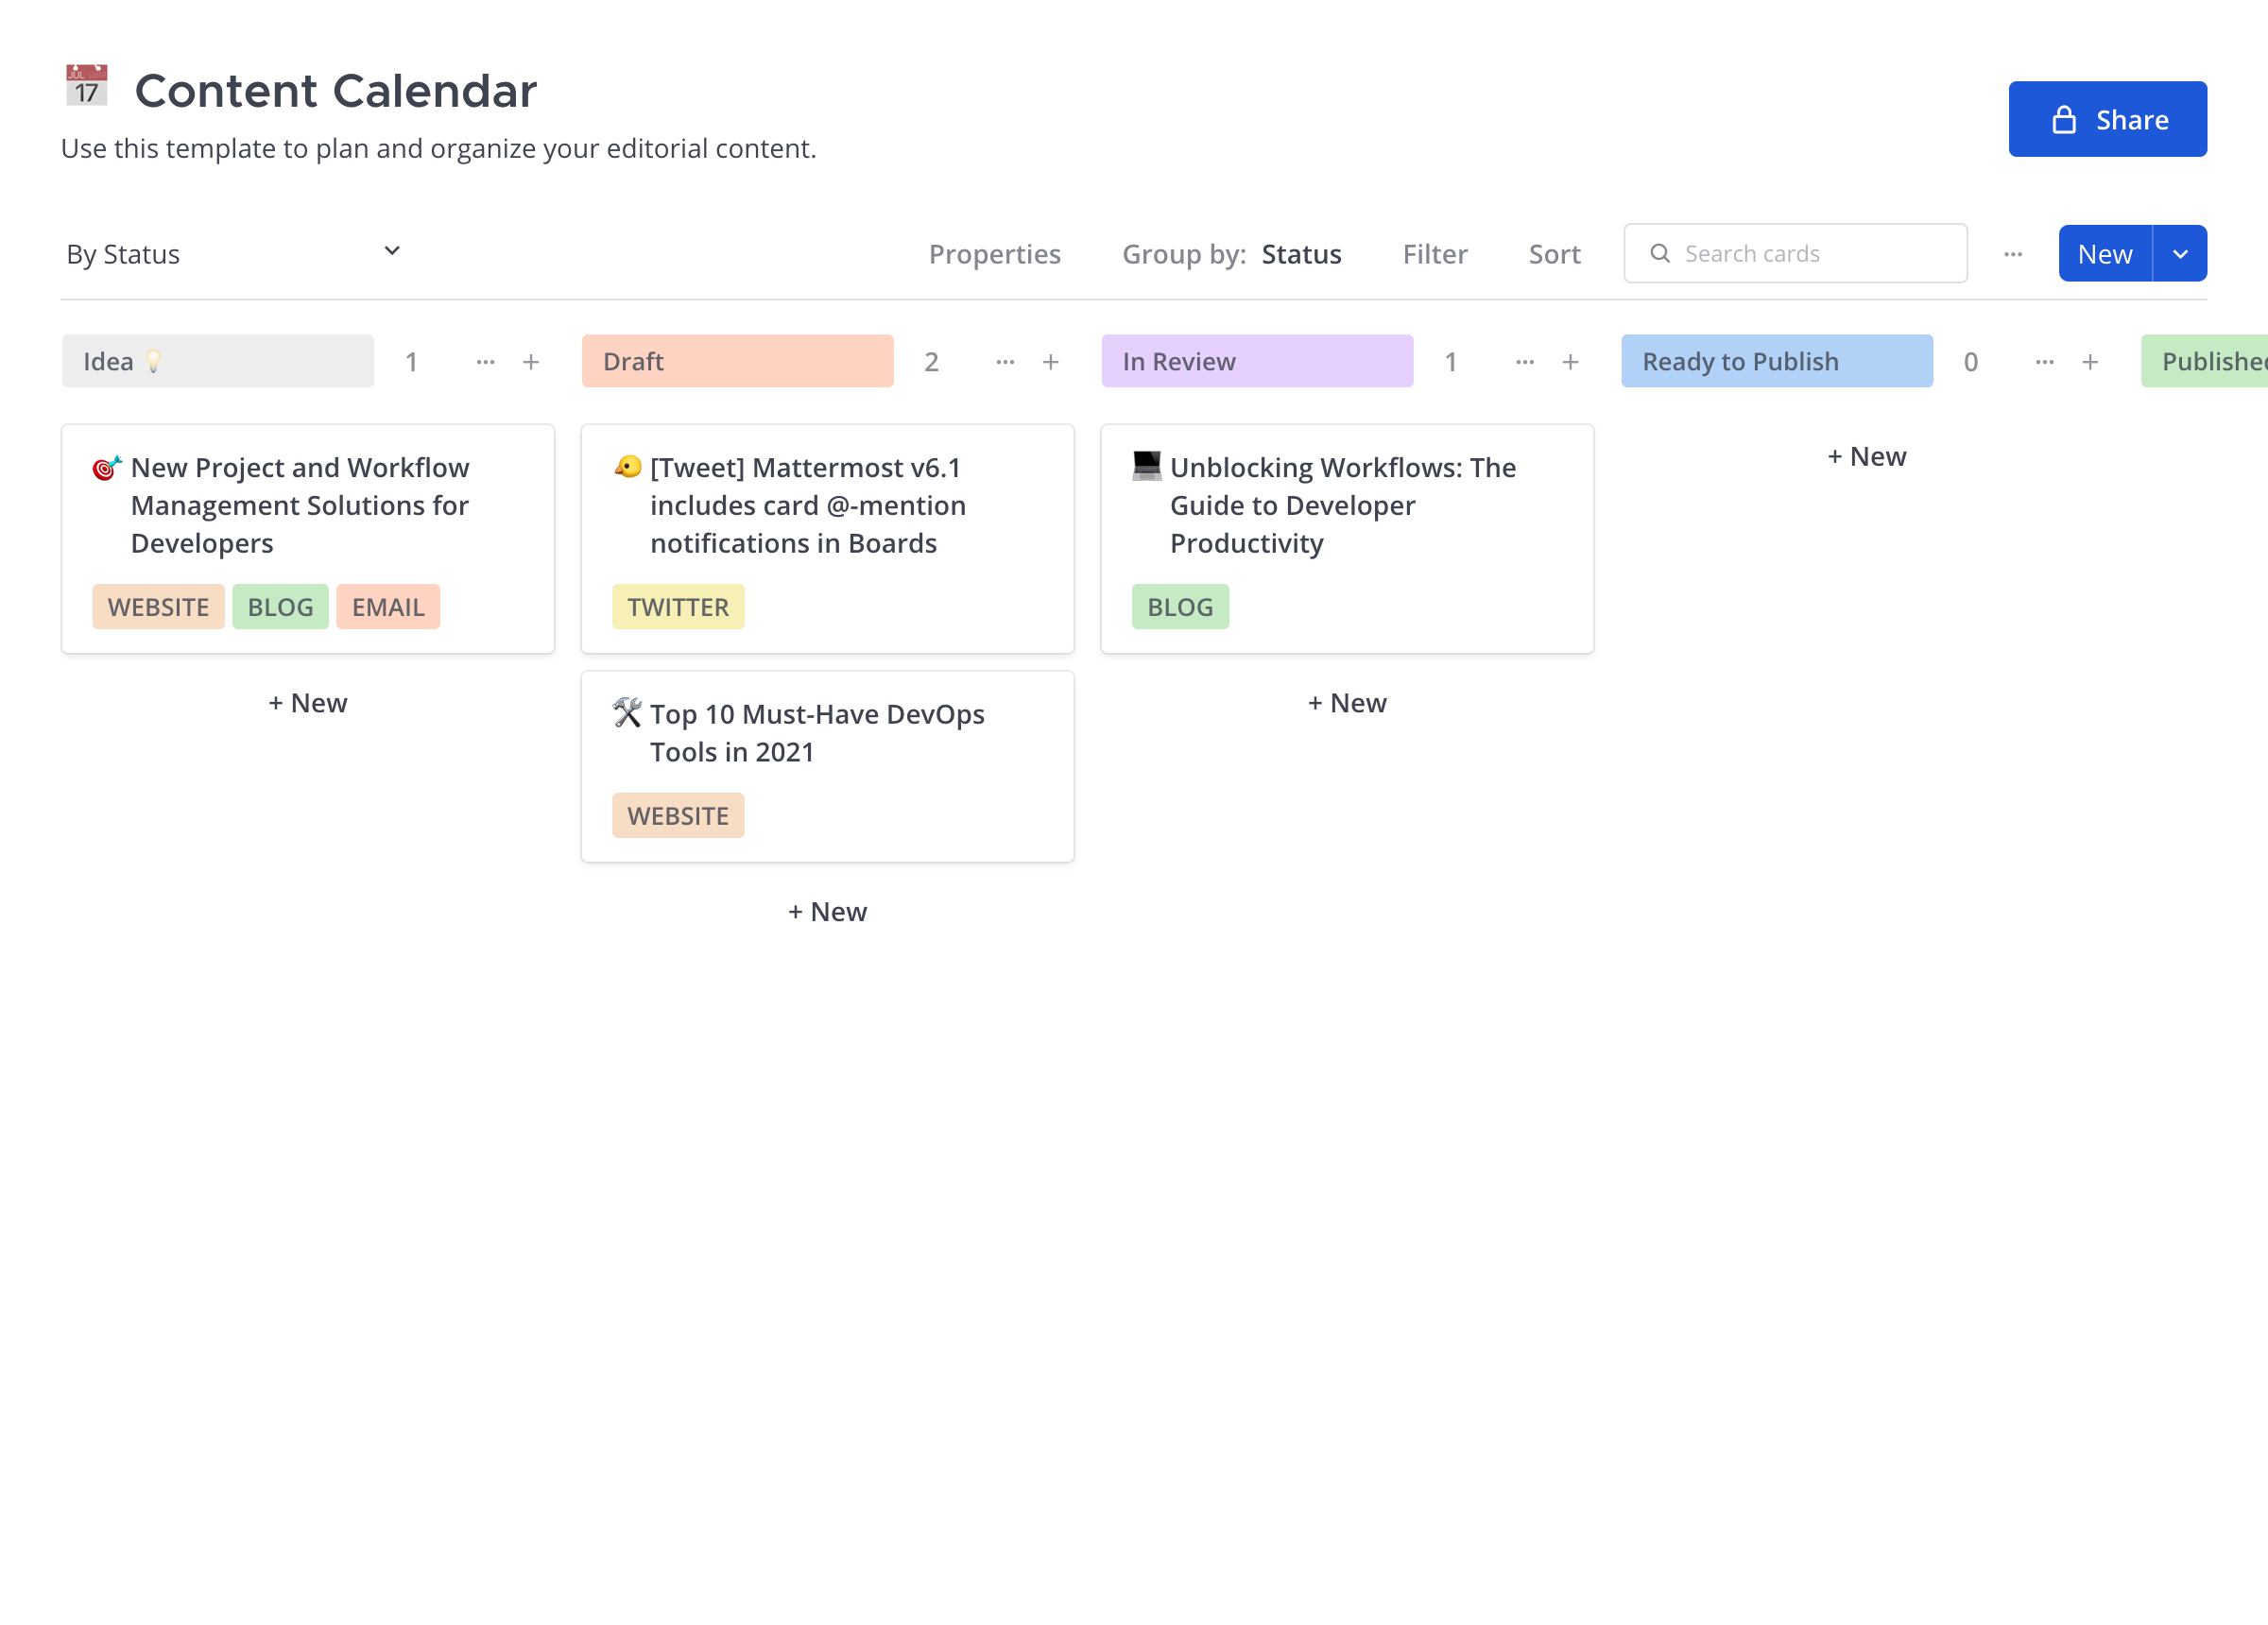 JUL
17
Content Calendar
Use this template to plan and organize your editorial content.
Share
By Status
Properties
Group by: Status
Filter
Sort
Search cards
New
Idea
1
Draft
2
In Review
1
Ready to Publish
0
Published
New Project and Workflow
Management Solutions for
Developers
WEBSITE BLOG EMAIL
+ New
[Tweet] Mattermost v6.1
includes card @-mention
notifications in Boards
TWITTER
Top 10 Must-Have DevOps
Tools in 2021
WEBSITE
+ New
Unblocking Workflows: The
Guide to Developer
Productivity
BLOG
+ New
+ New